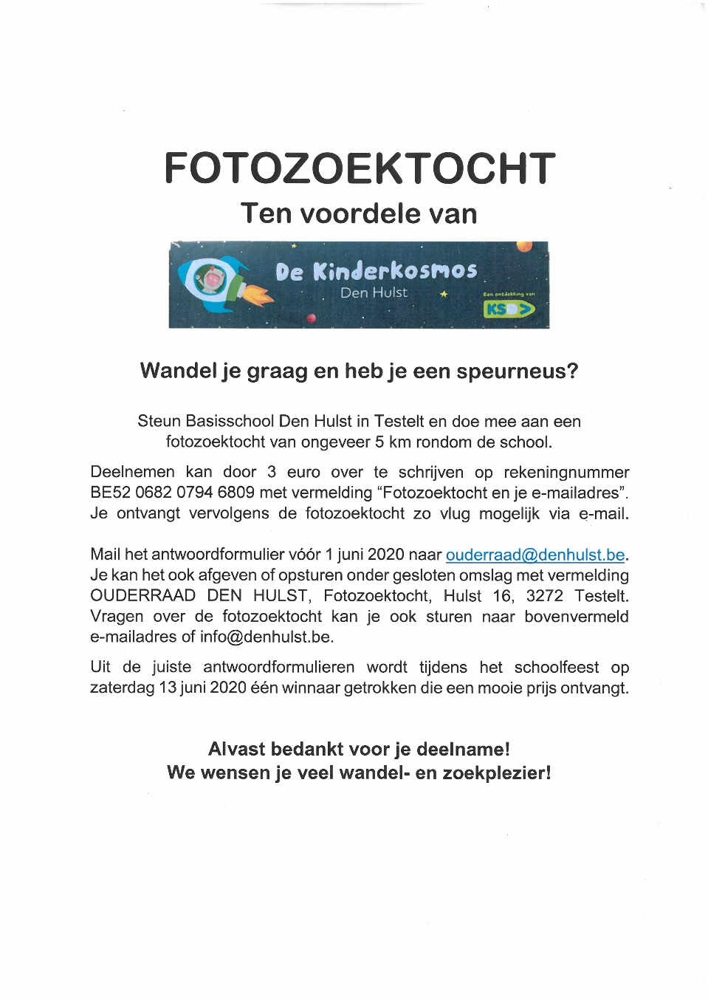 FOTOZOEKTOCHT
Ten voordele van
De Kinderkosmos
Den Hulst
Een ontdekking van
KSD
Wandel je graag en heb je een speurneus?
Steun Basisschool Den Hulst in Testelt en doe mee aan een
fotozoektocht van ongeveer 5 km rondom de school.
Deelnemen kan door 3 euro over te schrijven op rekeningnummer
BE52 0682 0794 6809 met vermelding “Fotozoektocht en je e-mailadres”.
Je ontvangt vervolgens de fotozoektocht zo vlug mogelijk via e-mail.
Mail het antwoordformulier vóór 1 juni 2020 naar ouderraad@denhulst.be.
Je kan het ook afgeven of opsturen onder gesloten omslag met vermelding
OUDERRAAD DEN HULST, Fotozoektocht, Hulst 16, 3272 Testelt.
Vragen over de fotozoektocht kan je ook sturen naar bovenvermeld
e-mailadres of info@denhulst.be.
Uit de juiste antwoordformulieren wordt tijdens het schoolfeest op
zaterdag 13 juni 2020 één winnaar getrokken die een mooie prijs ontvangt.
Alvast bedankt voor je deelname!
We wensen je veel wandel- en zoekplezier!